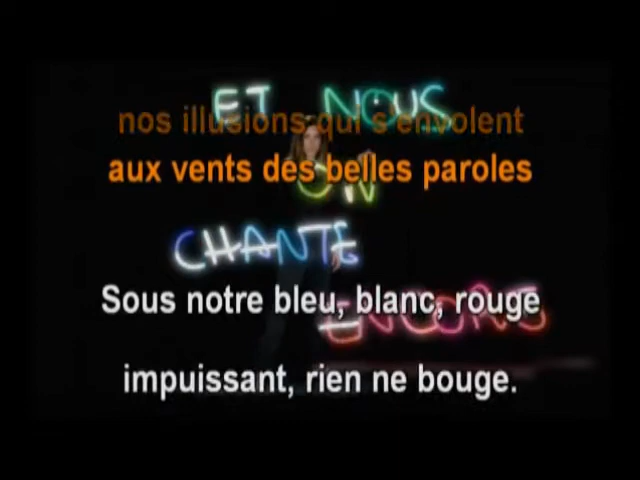 ET NOUS
nos illusions qui s'envolent
aux vents des belles paroles
ON
CHANTE
Sous notre bleu, blanc, rouge
ENCORE
impuissant, rien ne bouge.